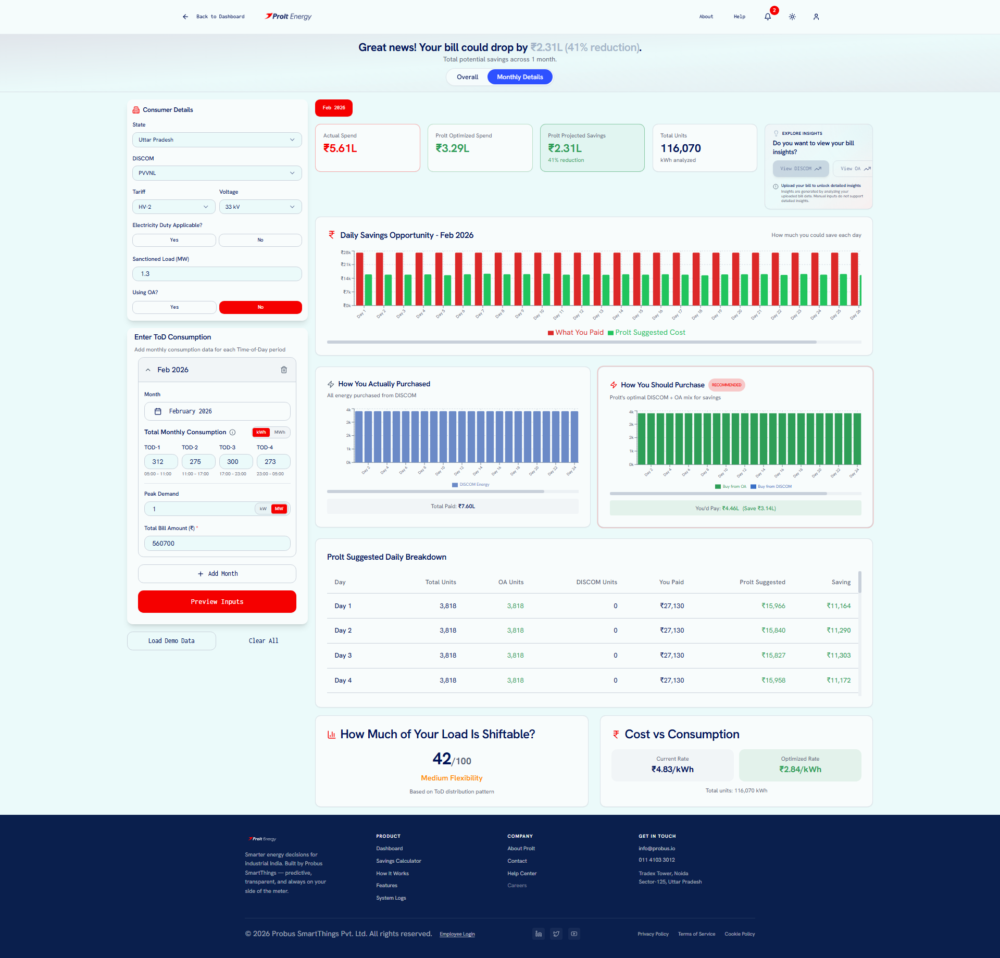 Back to Dashboard
ProIt Energy
About
Help
2
Great news! Your bill could drop by ₹2.31L (41% reduction).
Total potential savings across 1 month.
Overall
Monthly Details
Consumer Details
State
Uttar Pradesh
DISCOM
PVVNL
Tariff
Voltage
HV-2
33 kV
Electricity Duty Applicable?
Yes
No
Sanctioned Load (MW)
1.3
Using OA?
Yes
No
Enter ToD Consumption
Add monthly consumption data for each Time-of-Day period
Feb 2026
Month
February 2026
Total Monthly Consumption
kWh
MWh
TOD-1
TOD-2
TOD-3
TOD-4
312
275
300
273
05:00 – 11:00
11:00 – 17:00
17:00 – 23:00
23:00 – 05:00
Peak Demand
1
kW
MW
Total Bill Amount (₹) *
560700
+ Add Month
Preview Inputs
Load Demo Data
Clear All
Feb 2026
Actual Spend
₹5.61L
ProIt Optimized Spend
₹3.29L
ProIt Projected Savings
₹2.31L
41% reduction
Total Units
116,070
kWh analyzed
EXPLORE INSIGHTS
Do you want to view your bill
insights?
View DISCOM
View OA
Upload your bill to unlock detailed insights
Insights are generated by analyzing your
uploaded bill data. Manual inputs do not support
detailed insights.
₹ Daily Savings Opportunity - Feb 2026
How much you could save each day
₹28k
₹21k
₹14k
₹7k
₹0k
Day 1
Day 2
Day 3
Day 4
Day 5
Day 6
Day 7
Day 8
Day 9
Day 10
Day 11
Day 12
Day 13
Day 14
Day 15
Day 16
Day 17
Day 18
Day 19
Day 20
Day 21
Day 22
Day 23
Day 24
Day 25
Day 26
What You Paid
ProIt Suggested Cost
How You Actually Purchased
All energy purchased from DISCOM
4k
3k
2k
1k
0k
Day 2
Day 4
Day 6
Day 8
Day 10
Day 12
Day 14
Day 16
Day 18
Day 20
Day 22
Day 24
DISCOM Energy
Total Paid: ₹7.60L
How You Should Purchase
RECOMMENDED
ProIt's optimal DISCOM + OA mix for savings
4k
3k
2k
1k
0k
Day 2
Day 4
Day 6
Day 8
Day 10
Day 12
Day 14
Day 16
Day 18
Day 20
Day 22
Day 24
Buy from OA
Buy from DISCOM
You'd Pay: ₹4.46L (Save ₹3.14L)
ProIt Suggested Daily Breakdown
Day Total Units OA Units DISCOM Units You Paid ProIt Suggested Saving
Day 1 3,818 3,818 0 ₹27,130 ₹15,966 ₹11,164
Day 2 3,818 3,818 0 ₹27,130 ₹15,840 ₹11,290
Day 3 3,818 3,818 0 ₹27,130 ₹15,827 ₹11,303
Day 4 3,818 3,818 0 ₹27,130 ₹15,958 ₹11,172
How Much of Your Load Is Shiftable?
42/100
Medium Flexibility
Based on ToD distribution pattern
₹ Cost vs Consumption
Current Rate
₹4.83/kWh
Optimized Rate
₹2.84/kWh
Total units: 116,070 kWh
ProIt Energy
Smarter energy decisions for
industrial India. Built by Probus
SmartThings — predictive,
transparent, and always on your
side of the meter.
PRODUCT
Dashboard
Savings Calculator
How It Works
Features
System Logs
COMPANY
About ProIt
Contact
Help Center
Careers
GET IN TOUCH
info@probus.io
011 4103 3012
Tradex Tower, Noida
Sector-125, Uttar Pradesh
© 2026 Probus SmartThings Pvt. Ltd. All rights reserved.
Employee Login
Privacy Policy
Terms of Service
Cookie Policy